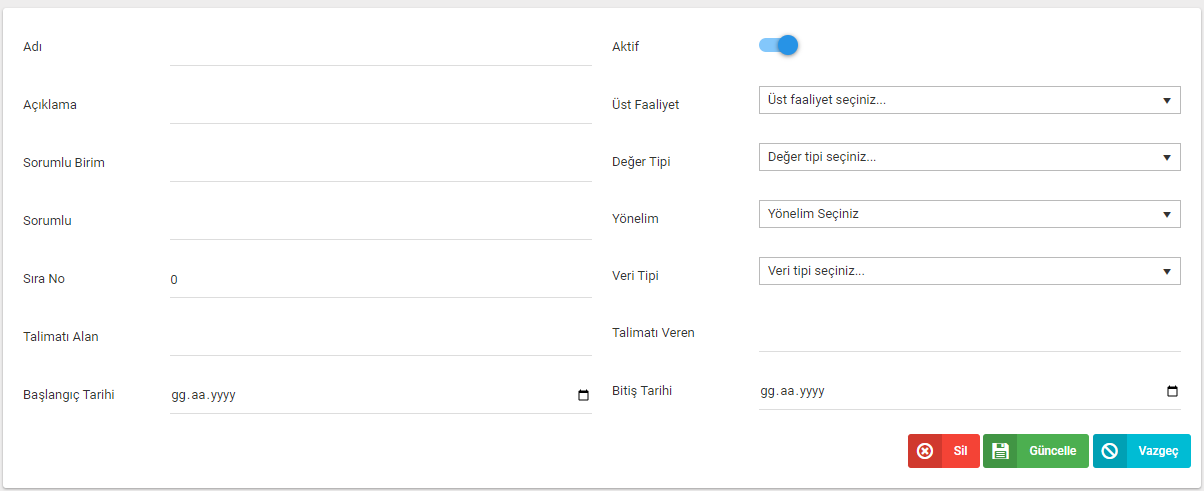 Adı
Aktif
Açıklama
Üst Faaliyet
Üst faaliyet seçiniz...
Sorumlu Birim
Değer Tipi
Değer tipi seçiniz...
Sorumlu
Yönelim
Yönelim Seçiniz
Sıra No
0
Veri Tipi
Veri tipi seçiniz...
Talimatı Alan
Talimatı Veren
Başlangıç Tarihi
gg.aa.yyyy
Bitiş Tarihi
gg.aa.yyyy
Sil
Güncelle
Vazgeç